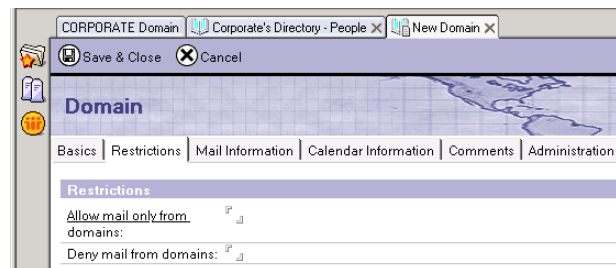 CORPORATE Domain Corporate's Directory - People New Domain
Save & Close Cancel
Domain
Basics Restrictions Mail Information Calendar Information Comments Administration
Restrictions
Allow mail only from
domains:
Deny mail from domains: